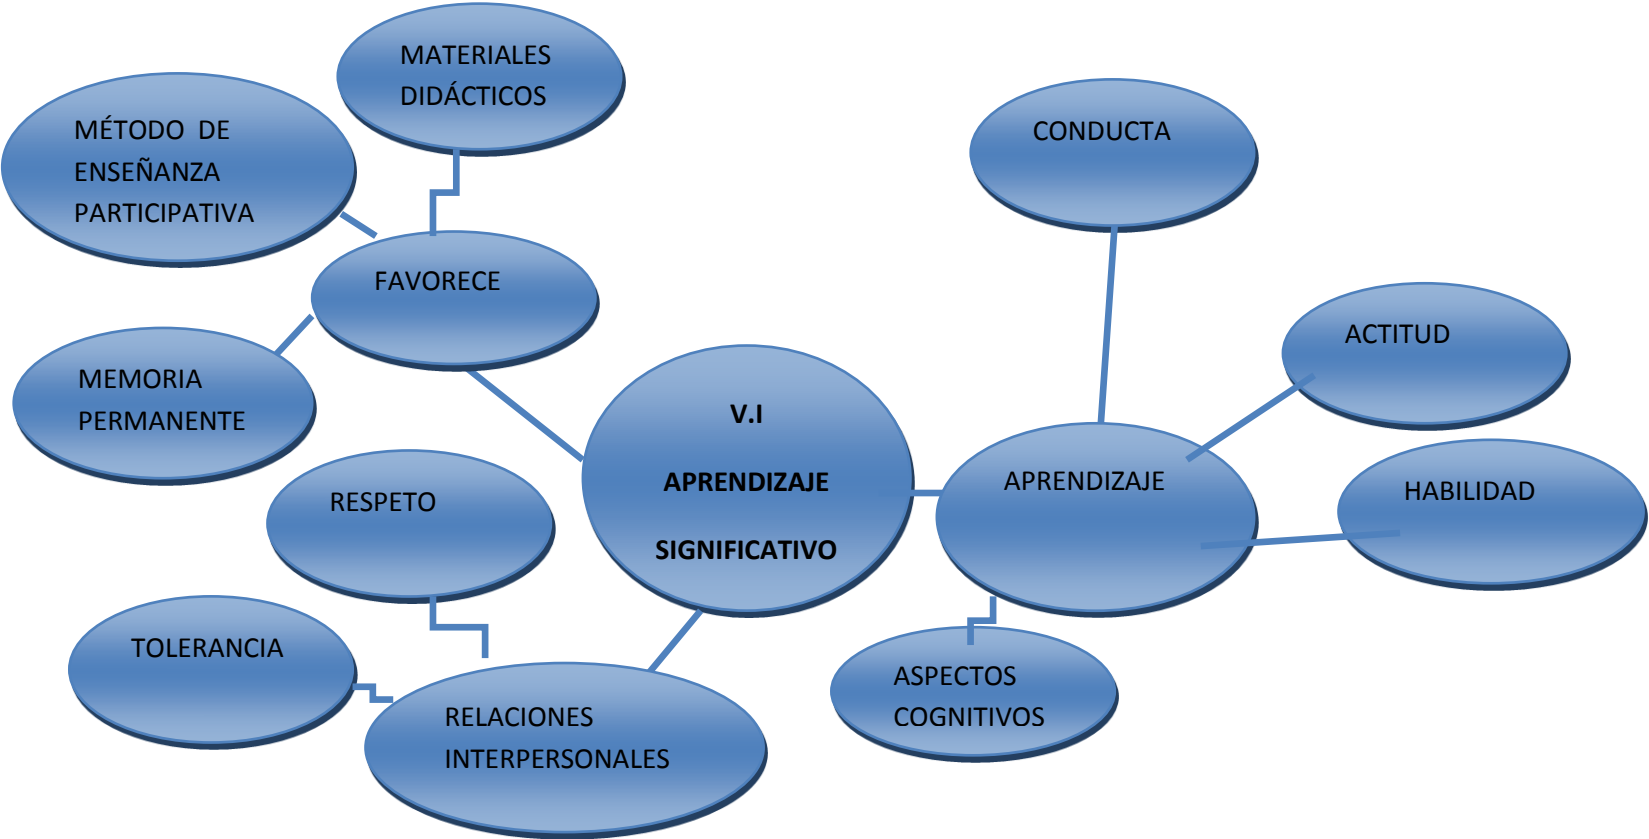 MATERIALES
DIDÁCTICOS
MÉTODO DE
ENSEÑANZA
PARTICIPATIVA
CONDUCTA
FAVORECE
ACTITUD
MEMORIA
PERMANENTE
V.I
APRENDIZAJE
SIGNIFICATIVO
APRENDIZAJE
HABILIDAD
RESPETO
TOLERANCIA
ASPECTOS
COGNITIVOS
RELACIONES
INTERPERSONALES